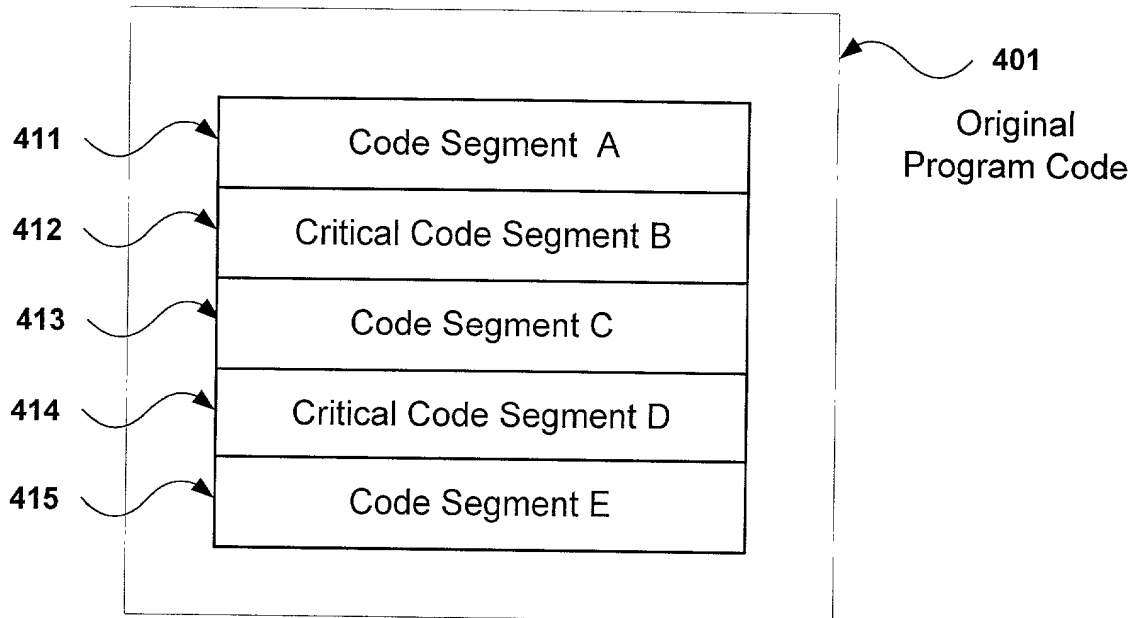 401
Original
Program Code
411
Code Segment A
412
Critical Code Segment B
413
Code Segment C
414
Critical Code Segment D
415
Code Segment E